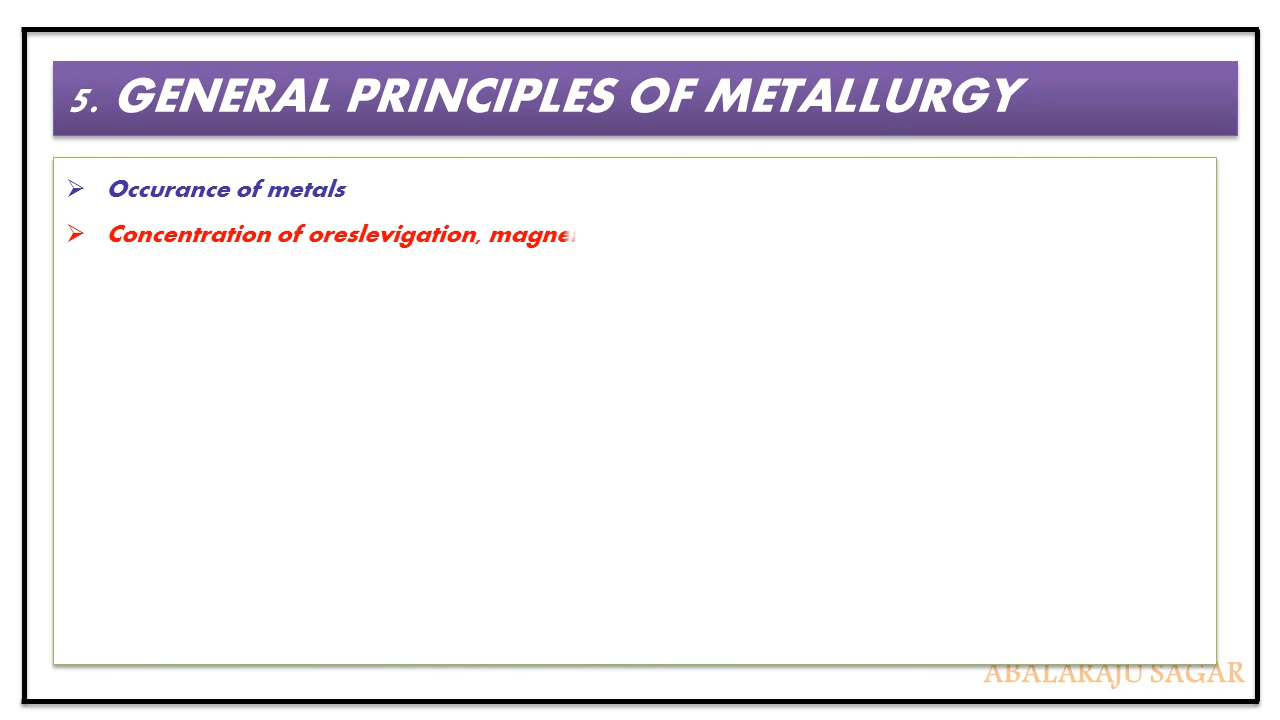 5. GENERAL PRINCIPLES OF METALLURGY
Occurance of metals
Concentration of oreslevigation,
ABALARAJU SAGAR